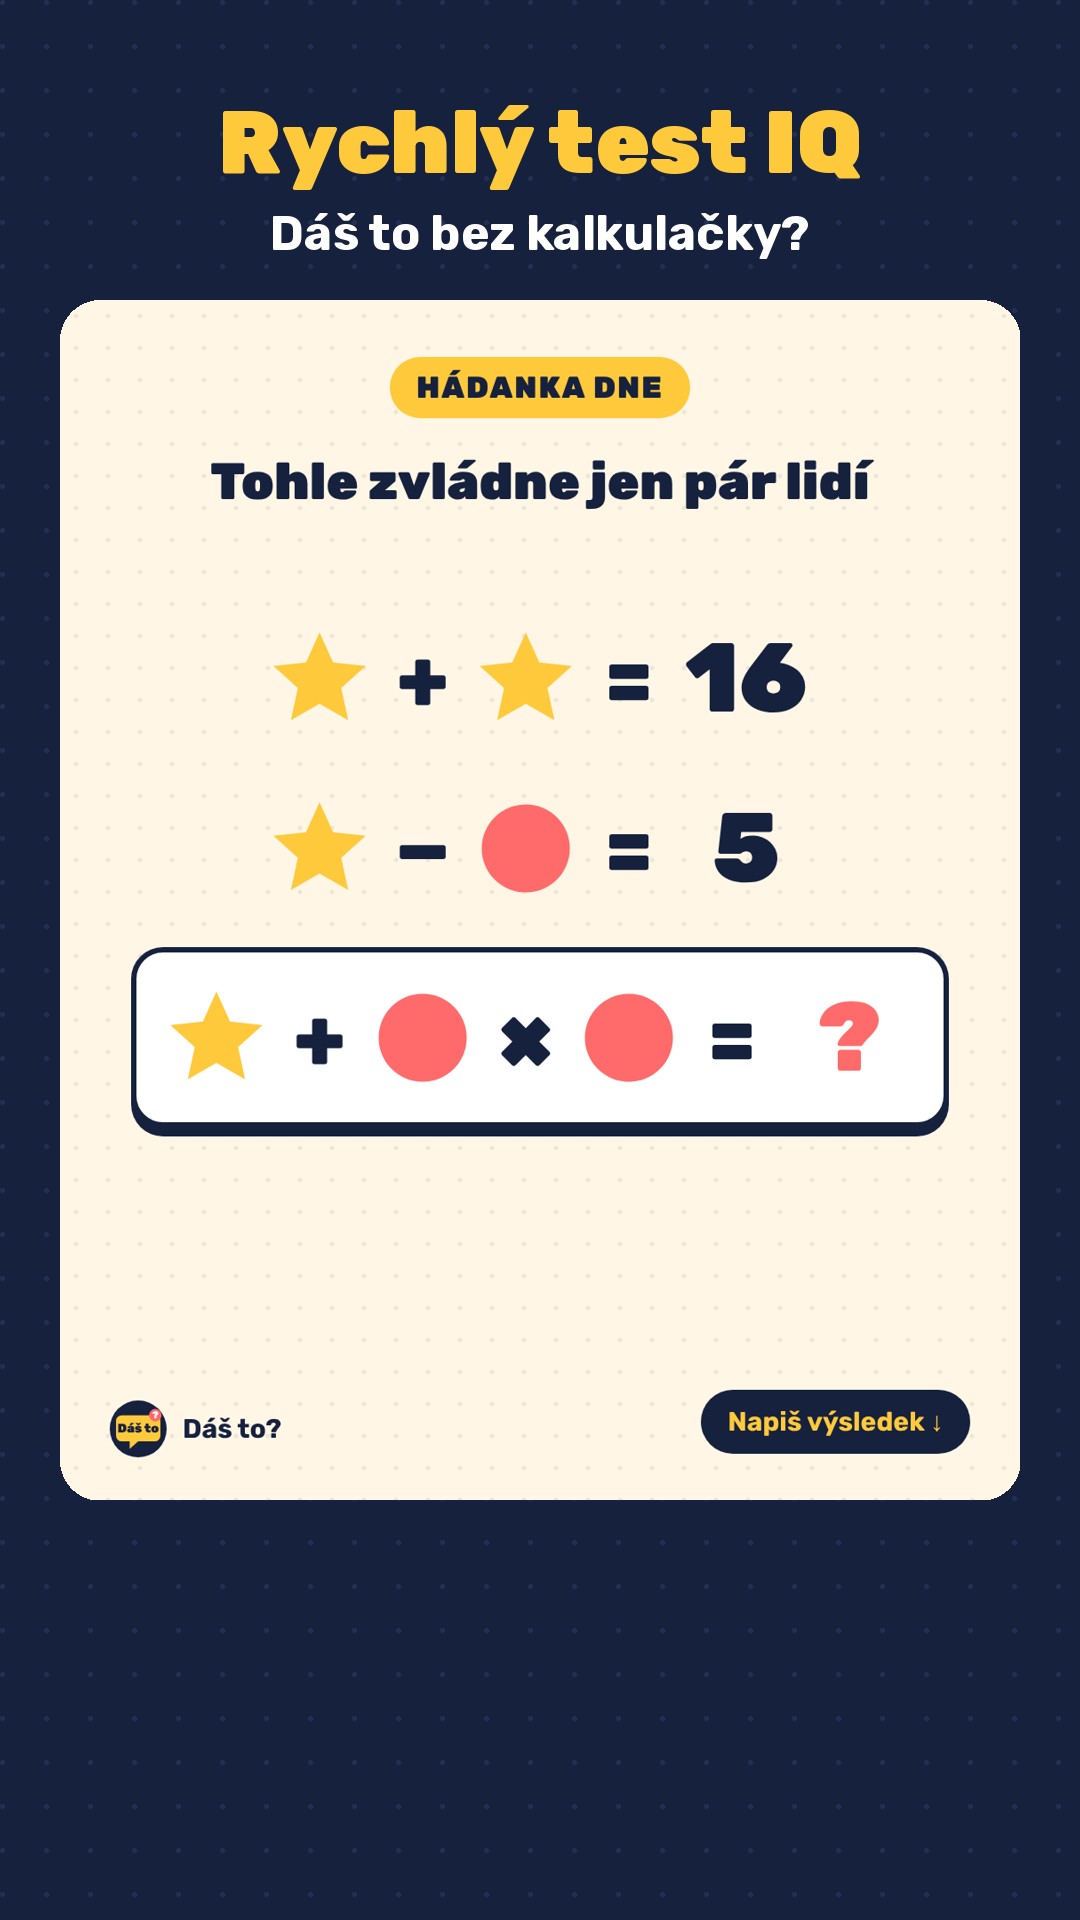 Rychlý test IQ
Dáš to bez kalkulačky?
HÁDANKA DNE
Tohle zvládne jen pár lidí
+ = 16
− = 5
+ × = ?
Dáš to ?
Dáš to?
Napiš výsledek ↓